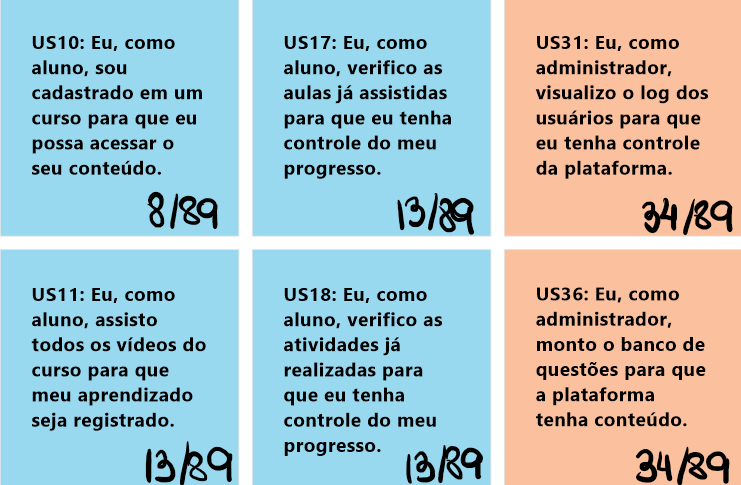 US10: Eu, como
aluno, sou
cadastrado em um
curso para que eu
possa acessar o
seu conteúdo.
8/89
US17: Eu, como
aluno, verifico as
aulas já assistidas
para que eu tenha
controle do meu
progresso.
13/89
US31: Eu, como
administrador,
visualizo o log dos
usuários para que
eu tenha controle
da plataforma.
34/89
US11: Eu, como
aluno, assisto
todos os vídeos do
curso para que
meu aprendizado
seja registrado.
13/89
US18: Eu, como
aluno, verifico as
atividades já
realizadas para
que eu tenha
controle do meu
progresso.
13/89
US36: Eu, como
administrador,
monto o banco de
questões para que
a plataforma
tenha conteúdo.
34/89